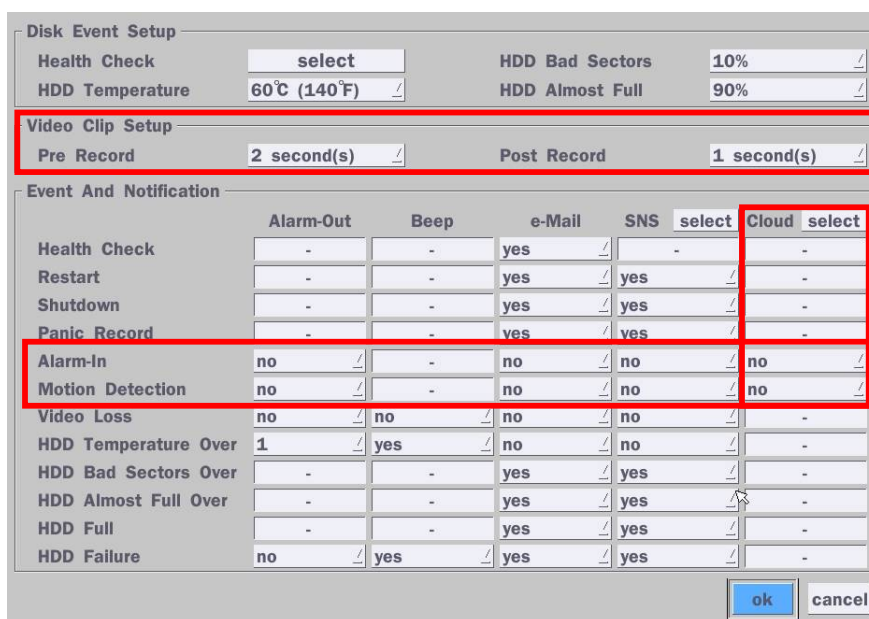 Disk Event Setup
Health Check select HDD Bad Sectors 10%
HDD Temperature 60℃ (140℉) HDD Almost Full 90%
Video Clip Setup
Pre Record 2 second(s) Post Record 1 second(s)
Event And Notification
Alarm-Out Beep e-Mail SNS select Cloud select
Health Check - - yes - -
Restart - - yes yes -
Shutdown - - yes yes -
Panic Record - - yes yes -
Alarm-In no - no no no
Motion Detection no - no no no
Video Loss no no no no -
HDD Temperature Over 1 yes no no -
HDD Bad Sectors Over - - yes yes -
HDD Almost Full Over - - yes yes -
HDD Full - - yes yes -
HDD Failure no yes yes yes -
ok cancel